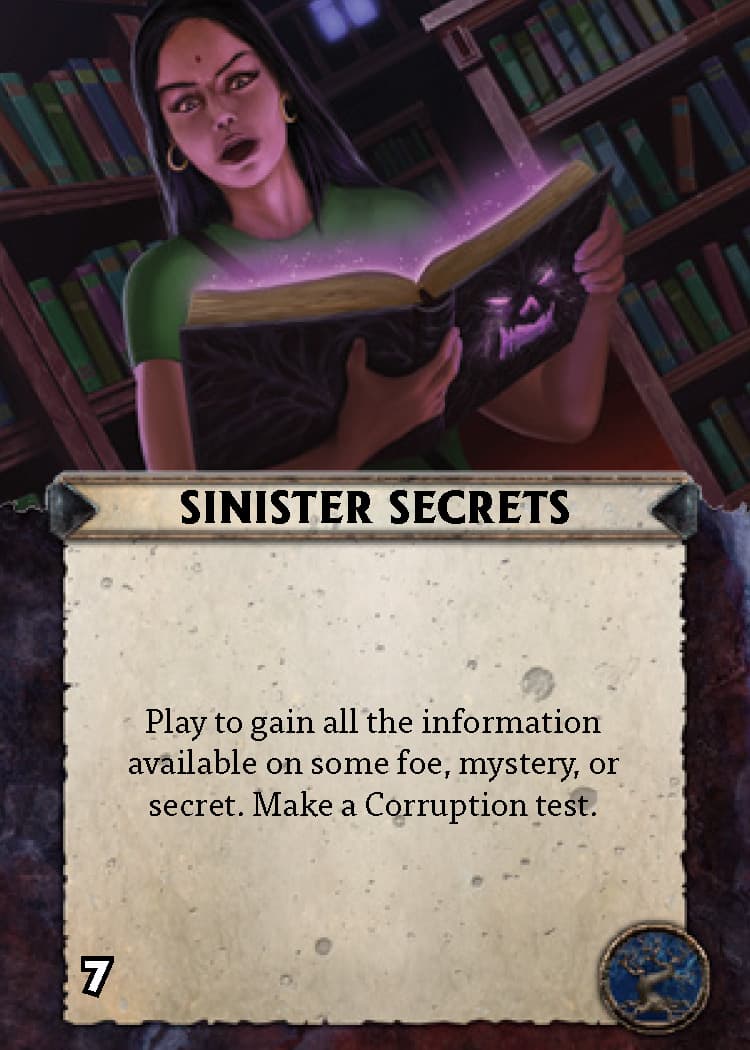 SINISTER SECRETS
Play to gain all the information
available on some foe, mystery, or
secret. Make a Corruption test.
7